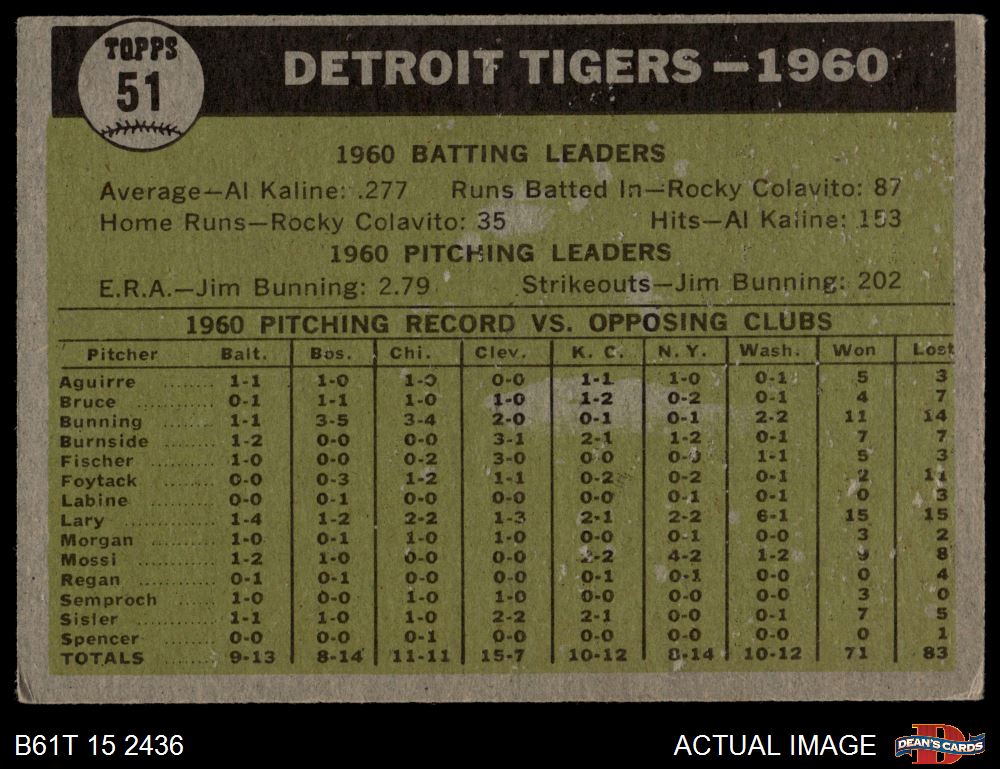 TOPPS
51
DETROIT TIGERS — 1960
1960 BATTING LEADERS
Average—Al Kaline: .277 Runs Batted In—Rocky Colavito: 87
Home Runs—Rocky Colavito: 35 Hits—Al Kaline: 153
1960 PITCHING LEADERS
E.R.A.—Jim Bunning: 2.79 Strikeouts—Jim Bunning: 202
1960 PITCHING RECORD VS. OPPOSING CLUBS
Pitcher Balt. Bos. Chi. Clev. K. C. N. Y. Wash. Won Lost
Aguirre ........ 1-1 1-0 1-0 0-0 1-1 1-0 0-1 5 3
Bruce ........ 0-1 1-1 1-0 1-0 1-2 0-2 0-1 4 7
Bunning ........ 1-1 3-5 3-4 2-0 0-1 0-1 2-2 11 14
Burnside ........ 1-2 0-0 0-0 3-1 2-1 1-2 0-1 7 7
Fischer ........ 1-0 0-0 0-2 3-0 0-0 0-0 1-1 5 3
Foytack ........ 0-0 0-3 1-2 1-1 0-2 0-2 0-1 2 11
Labine ........ 0-0 0-1 0-0 0-0 0-0 0-1 0-1 0 3
Lary ........ 1-4 1-2 2-2 1-3 2-1 2-2 6-1 15 15
Morgan ........ 1-0 0-1 1-0 1-0 0-0 0-1 0-0 3 2
Mossi ........ 1-2 1-0 0-0 0-0 2-2 4-2 1-2 9 8
Regan ........ 0-1 0-1 0-0 0-0 0-1 0-1 0-0 0 4
Semproch ...... 1-0 0-0 1-0 1-0 0-0 0-0 0-0 3 0
Sisler ........ 1-1 1-0 1-0 2-2 2-1 0-0 0-1 7 5
Spencer ........ 0-0 0-0 0-1 0-0 0-0 0-0 0-0 0 1
TOTALS ........ 9-13 8-14 11-11 15-7 10-12 8-14 10-12 71 83
B61T 15 2436 ACTUAL IMAGE DEAN'S CARDS